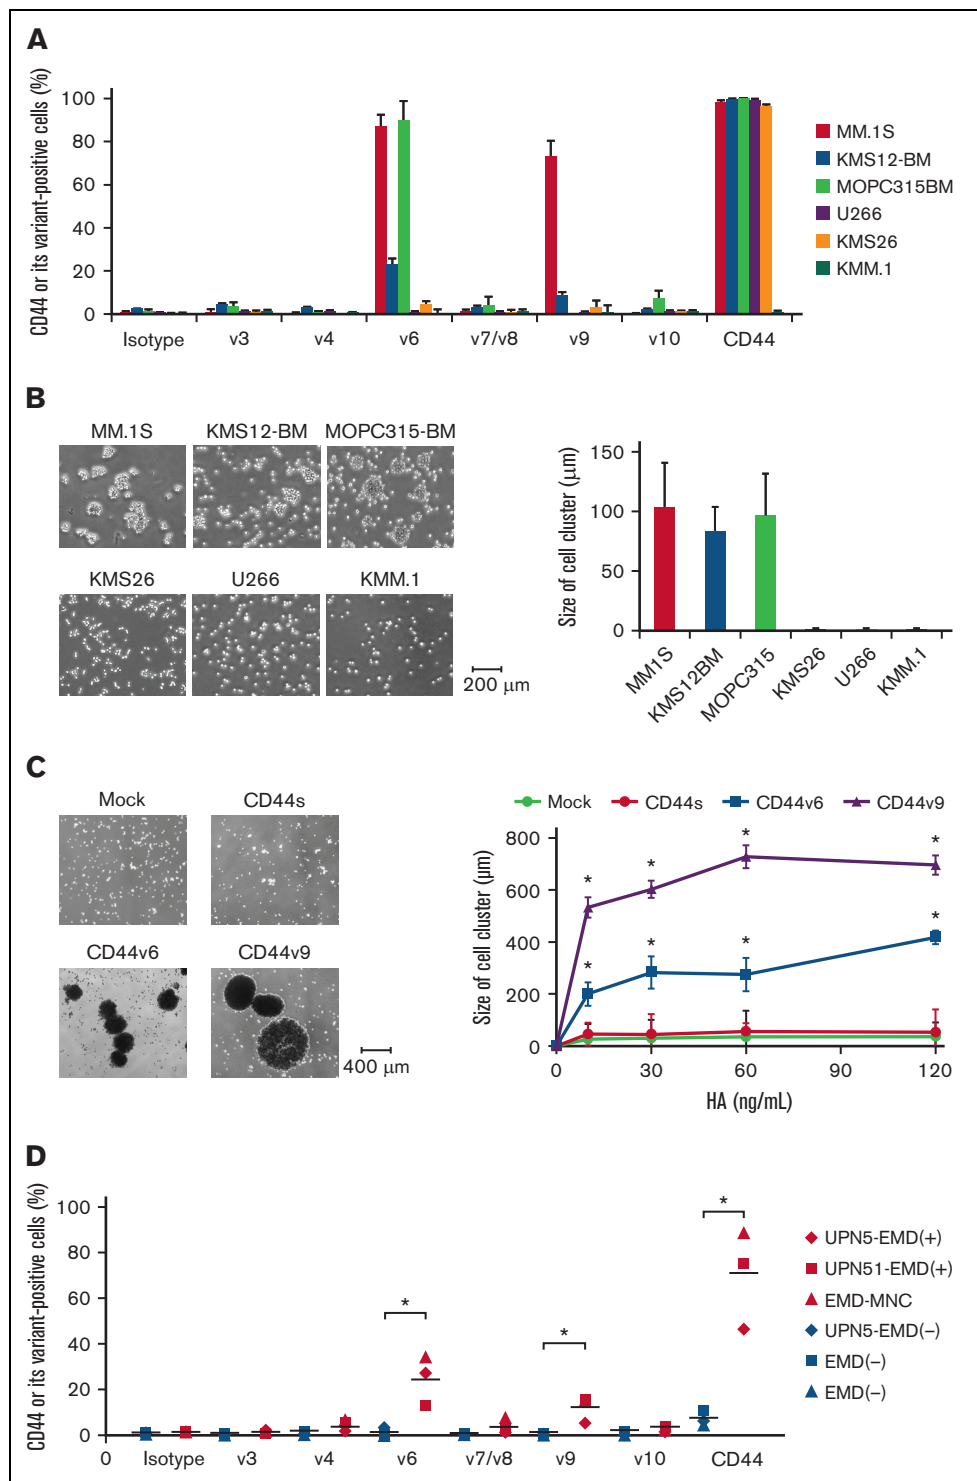 A
CD44 or its variant-positive cells (%)
100
80
60
40
20
0
Isotype v3 v4 v6 v7/v8 v9 v10 CD44
MM.1S
KMS12-BM
MOPC315BM
U266
KMS26
KMM.1
B
MM.1S KMS12-BM MOPC315-BM
KMS26 U266 KMM.1
200 μm
Size of cell cluster (μm)
150
100
50
0
MM1S KMS12BM MOPC315 KMS26 U266 KMM.1
C
Mock CD44s
CD44v6 CD44v9
400 μm
Mock CD44s CD44v6 CD44v9
Size of cell cluster (μm)
800
600
400
200
0
* * * *
* * * *
0 30 60 90 120
HA (ng/mL)
D
CD44 or its variant-positive cells (%)
100
80
60
40
20
0
* * *
0 Isotype v3 v4 v6 v7/v8 v9 v10 CD44
UPN5-EMD(+)
UPN51-EMD(+)
EMD-MNC
UPN5-EMD(–)
EMD(–)
EMD(–)